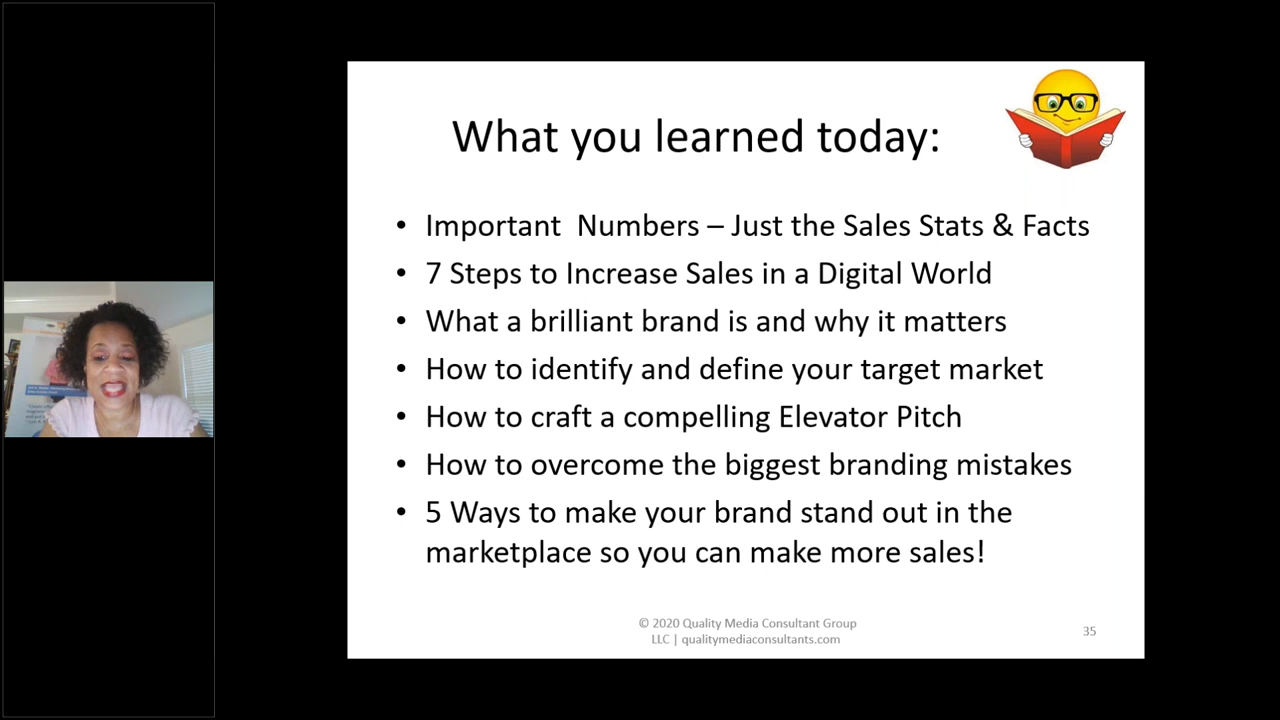 What you learned today:
• Important  Numbers – Just the Sales Stats & Facts
• 7 Steps to Increase Sales in a Digital World
• What a brilliant brand is and why it matters
• How to identify and define your target market
• How to craft a compelling Elevator Pitch
• How to overcome the biggest branding mistakes
• 5 Ways to make your brand stand out in the
marketplace so you can make more sales!
© 2020 Quality Media Consultant Group
LLC | qualitymediaconsultants.com
35